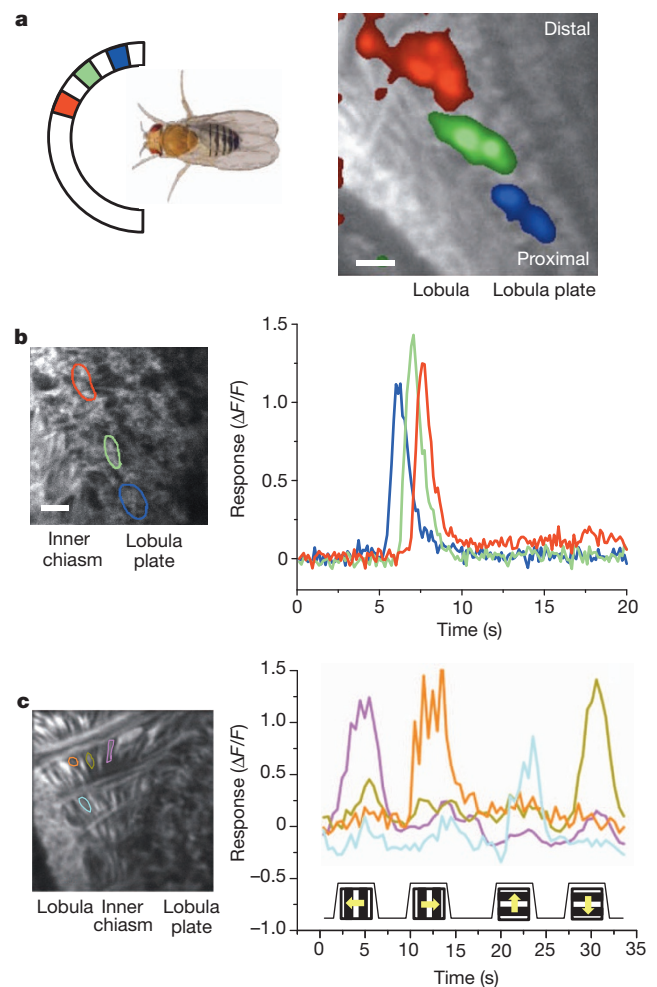 a
Distal
Proximal
Lobula Lobula plate
b
Inner chiasm
Lobula plate
Response (ΔF/F)
1.5
1.0
0.5
0
0 5 10 15 20
Time (s)
c
Lobula Inner chiasm Lobula plate
Response (ΔF/F)
1.5
1.0
0.5
0
−0.5
−1.0
0 5 10 15 20 25 30 35
Time (s)